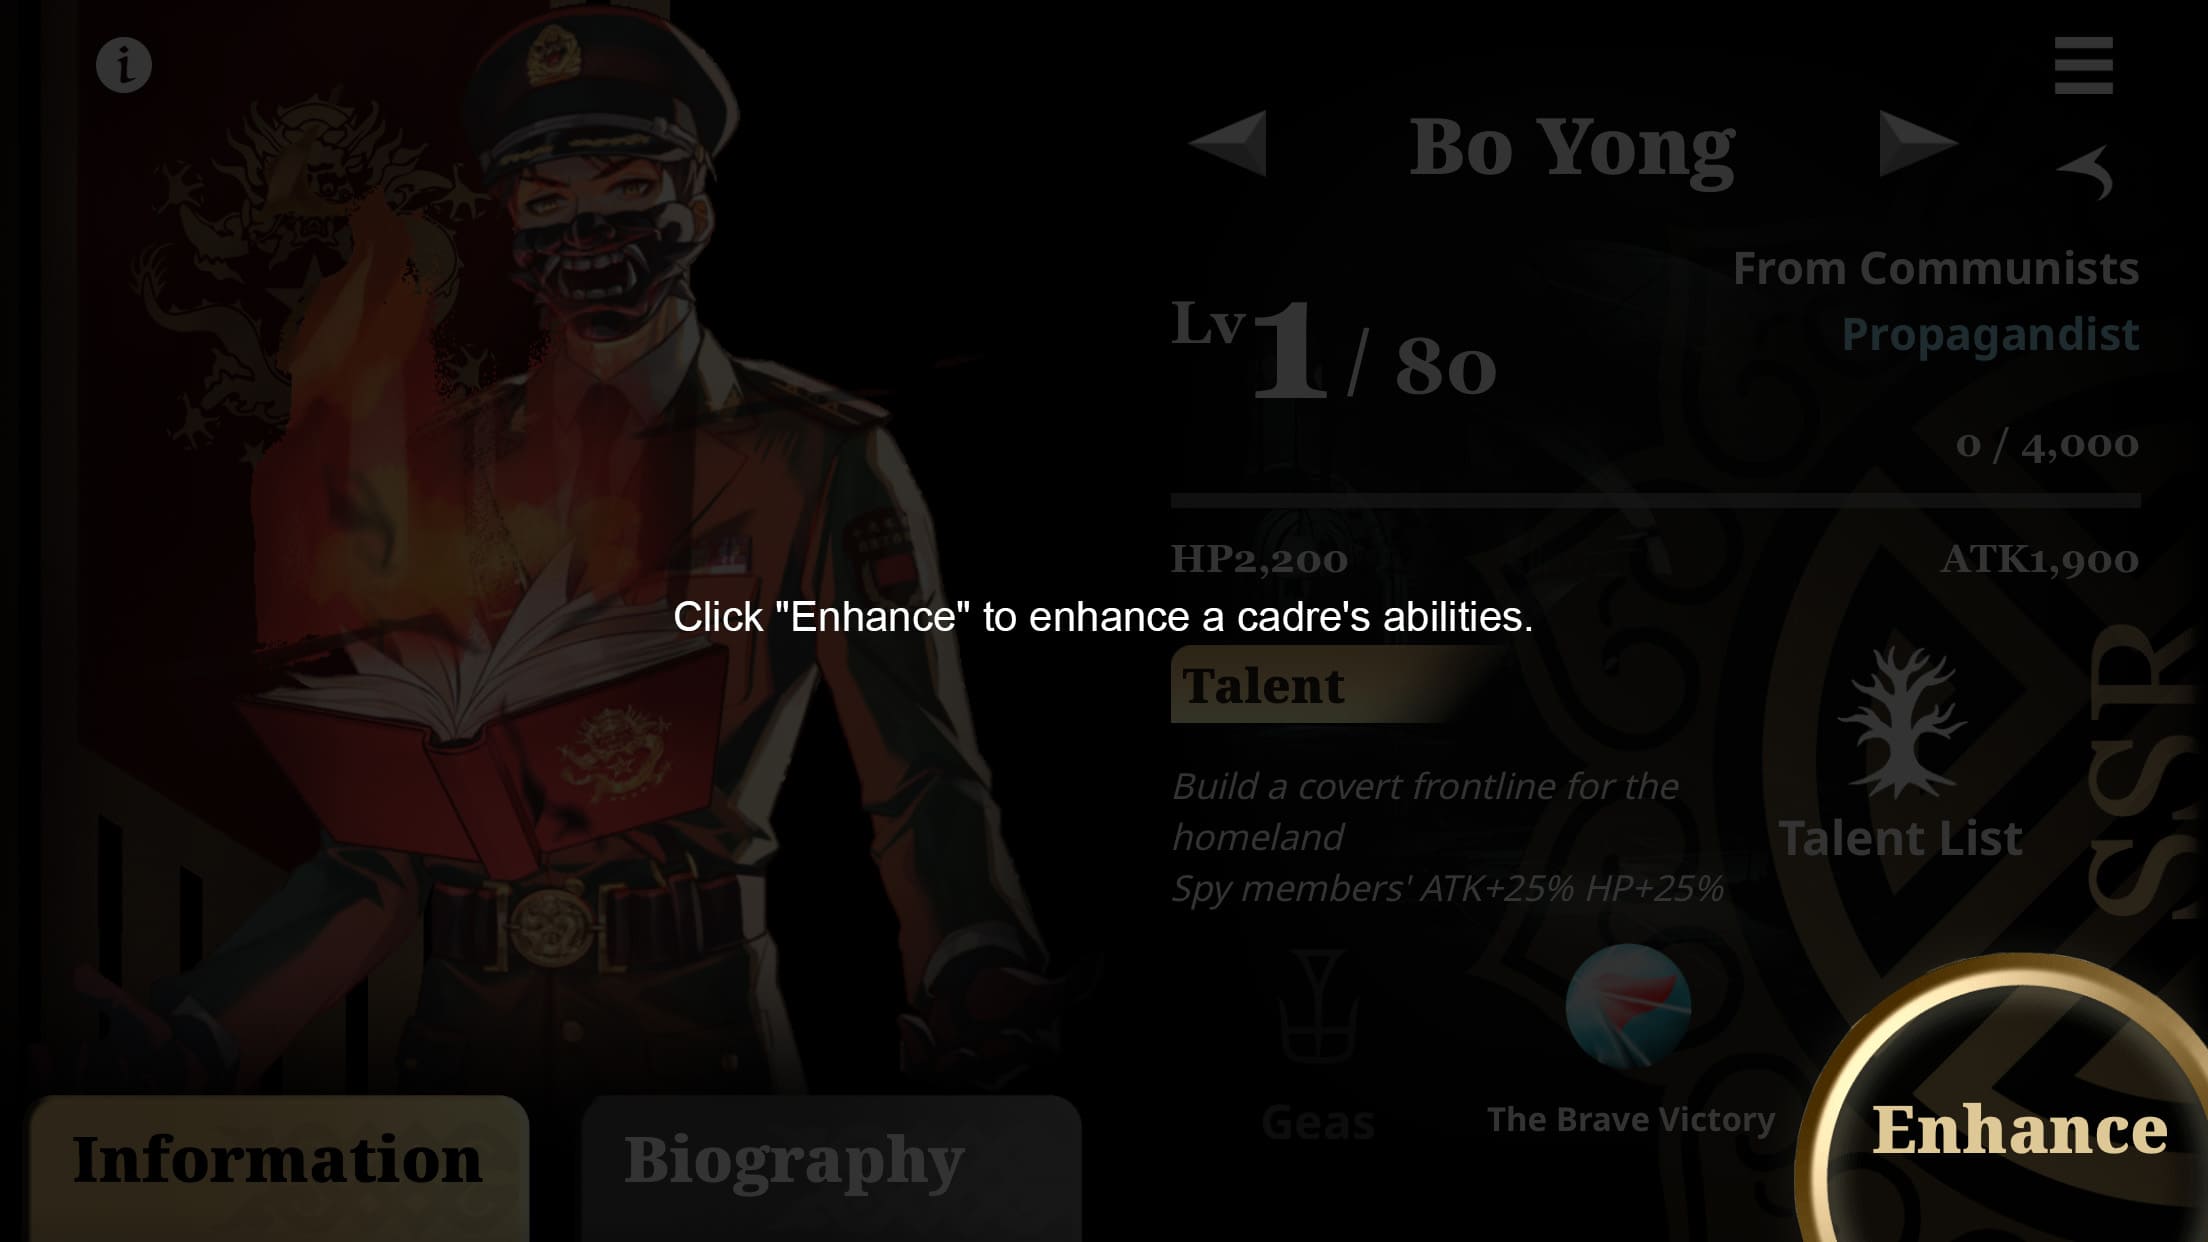 Bo Yong
From Communists
Propagandist
Lv 1 / 80
0 / 4,000
HP2,200
ATK1,900
Click "Enhance" to enhance a cadre's abilities.
Talent
Build a covert frontline for the
homeland
Spy members' ATK+25% HP+25%
Talent List
SSR
Geas
The Brave Victory
Enhance
Information
Biography